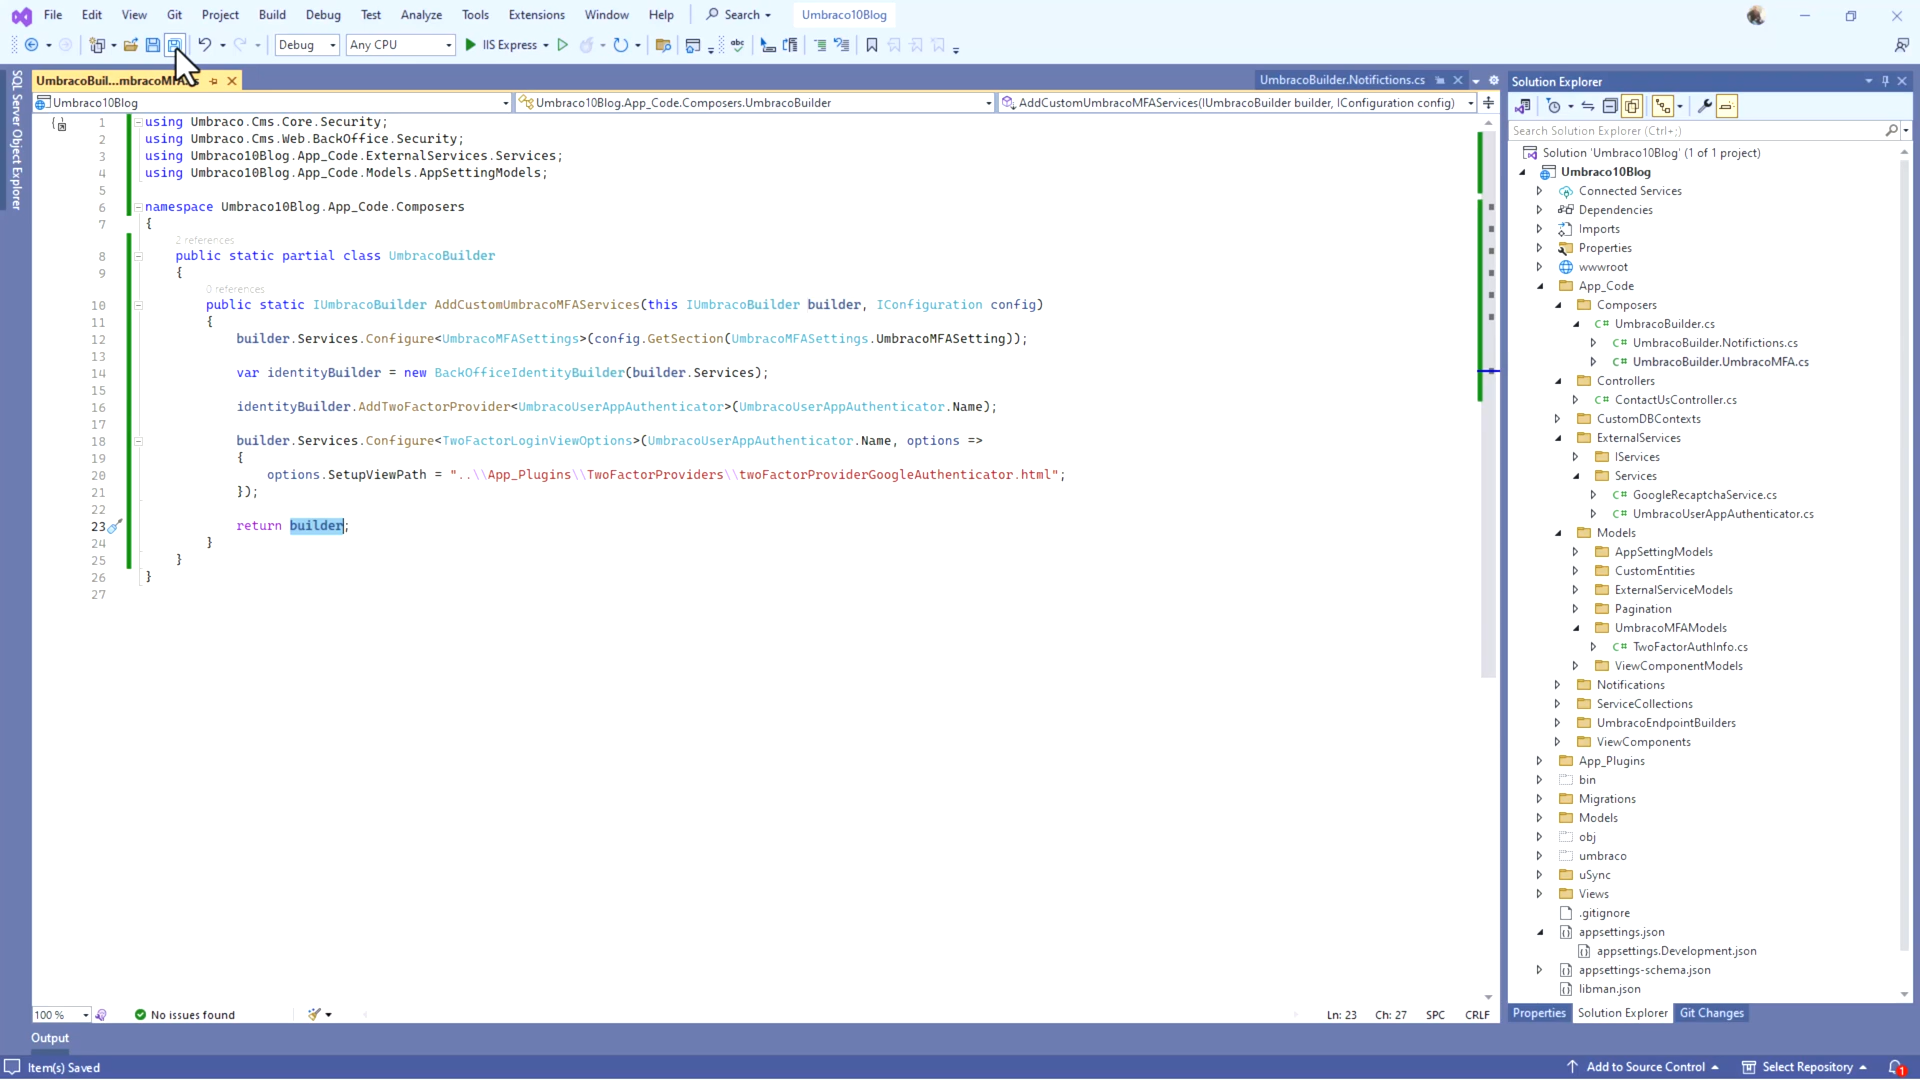 File Edit View Git Project Build Debug Test Analyze Tools Extensions Window Help Search Umbraco10Blog
Debug Any CPU IIS Express
SQL Server Object Explorer
UmbracoBuil...mbracoMFA.cs UmbracoBuilder.Notifictions.cs
Umbraco10Blog Umbraco10Blog.App_Code.Composers.UmbracoBuilder AddCustomUmbracoMFAServices(IUmbracoBuilder builder, IConfiguration config)
1 using Umbraco.Cms.Core.Security;
2 using Umbraco.Cms.Web.BackOffice.Security;
3 using Umbraco10Blog.App_Code.ExternalServices.Services;
4 using Umbraco10Blog.App_Code.Models.AppSettingModels;
5
6 namespace Umbraco10Blog.App_Code.Composers
7 {
2 references
8 public static partial class UmbracoBuilder
9 {
0 references
10 public static IUmbracoBuilder AddCustomUmbracoMFAServices(this IUmbracoBuilder builder, IConfiguration config)
11 {
12 builder.Services.Configure<UmbracoMFASettings>(config.GetSection(UmbracoMFASettings.UmbracoMFASetting));
13
14 var identityBuilder = new BackOfficeIdentityBuilder(builder.Services);
15
16 identityBuilder.AddTwoFactorProvider<UmbracoUserAppAuthenticator>(UmbracoUserAppAuthenticator.Name);
17
18 builder.Services.Configure<TwoFactorLoginViewOptions>(UmbracoUserAppAuthenticator.Name, options =>
19 {
20 options.SetupViewPath = "..\\App_Plugins\\TwoFactorProviders\\twoFactorProviderGoogleAuthenticator.html";
21 });
22
23 return builder;
24 }
25 }
26 }
27
100 % No issues found Ln: 23 Ch: 27 SPC CRLF
Output
Item(s) Saved
Solution Explorer
Search Solution Explorer (Ctrl+;)
Solution 'Umbraco10Blog' (1 of 1 project)
Umbraco10Blog
Connected Services
Dependencies
Imports
Properties
wwwroot
App_Code
Composers
UmbracoBuilder.cs
UmbracoBuilder.Notifictions.cs
UmbracoBuilder.UmbracoMFA.cs
Controllers
ContactUsController.cs
CustomDBContexts
ExternalServices
IServices
Services
GoogleRecaptchaService.cs
UmbracoUserAppAuthenticator.cs
Models
AppSettingModels
CustomEntities
ExternalServiceModels
Pagination
UmbracoMFAModels
TwoFactorAuthInfo.cs
ViewComponentModels
Notifications
ServiceCollections
UmbracoEndpointBuilders
ViewComponents
App_Plugins
bin
Migrations
Models
obj
umbraco
uSync
Views
.gitignore
appsettings.json
appsettings.Development.json
appsettings-schema.json
libman.json
Properties Solution Explorer Git Changes
Add to Source Control Select Repository 1